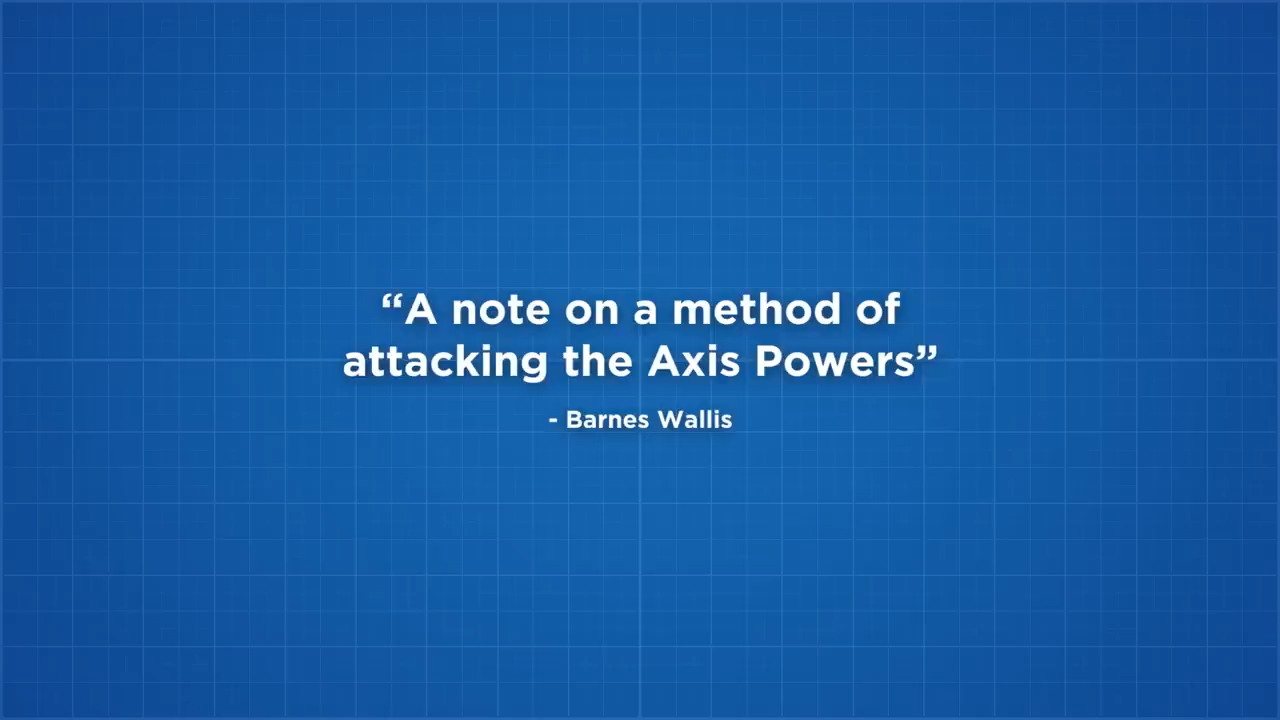 “A note on a method of
attacking the Axis Powers”
- Barnes Wallis